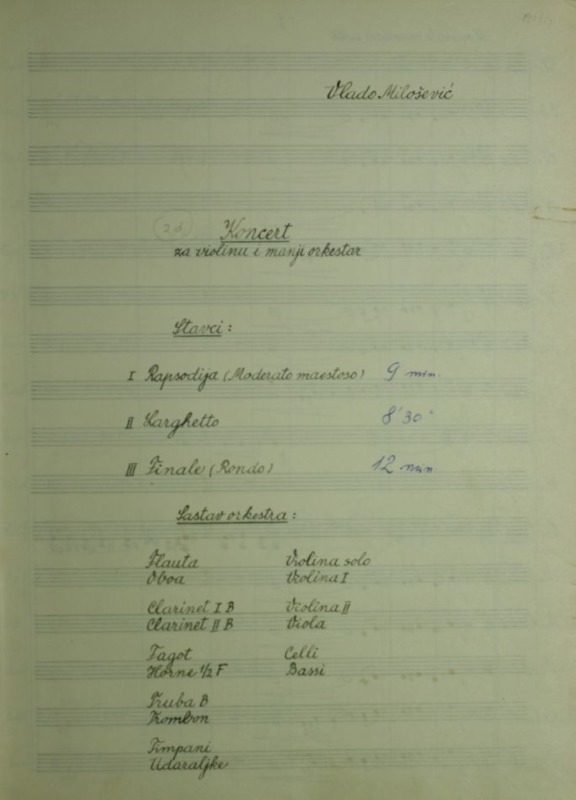 Vlado Milošević
Koncert
za violinu i manji orkestar
Stavci:
I Rapsodija (Moderato maestoso) 9 min.
II Larghetto 8'30"
III Finale (Rondo) 12 min
Sastav orkestra:
Flauta Violina solo
Oboa Violina I
Clarinet I B Violina II
Clarinet II B Viola
Fagot Celli
Horne 1/2 F Bassi
Truba B
Trombon
Timpani
Udaraljke